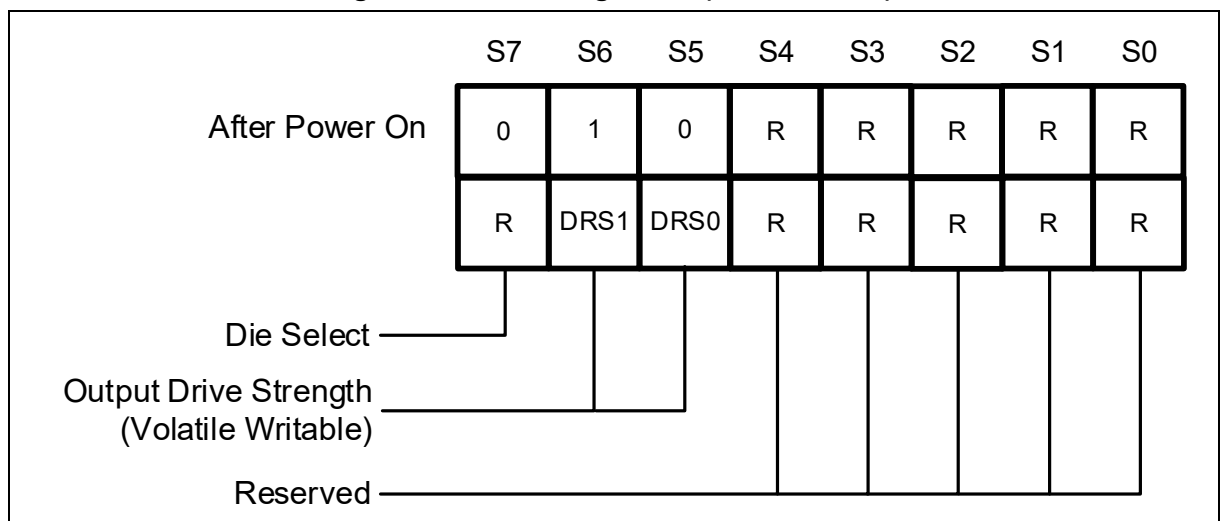 S7 S6 S5 S4 S3 S2 S1 S0
After Power On 0 1 0 R R R R R
R DRS1 DRS0 R R R R R
Die Select
Output Drive Strength
(Volatile Writable)
Reserved